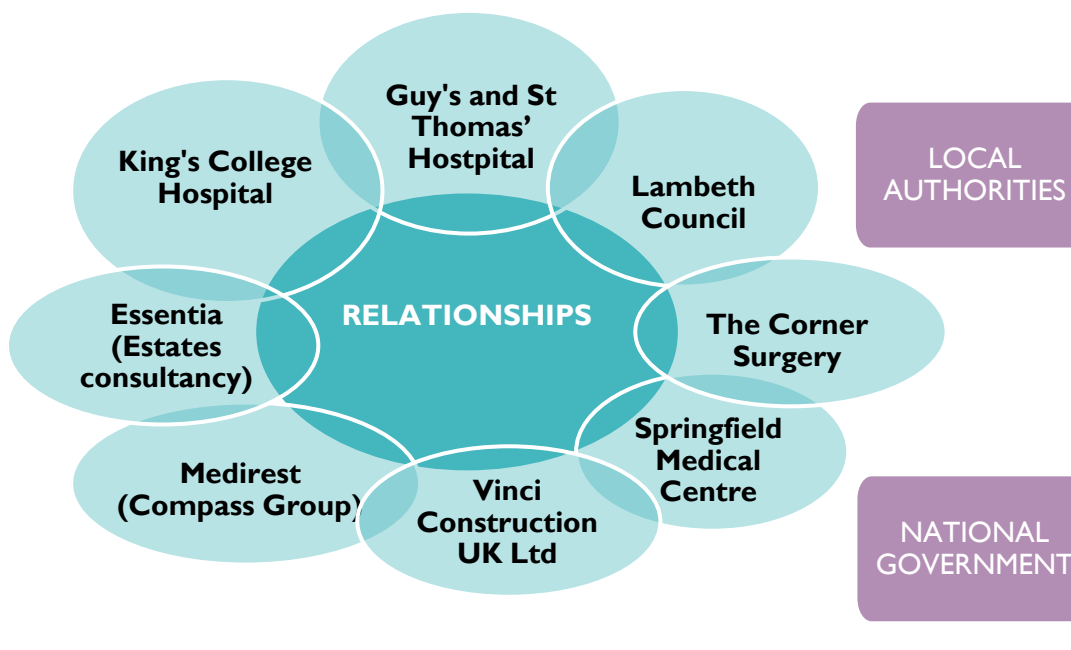 Guy's and St
Thomas’
Hostpital
King's College
Hospital
Lambeth
Council
LOCAL
AUTHORITIES
RELATIONSHIPS
Essentia
(Estates
consultancy)
The Corner
Surgery
Springfield
Medical
Centre
Medirest
(Compass Group)
Vinci
Construction
UK Ltd
NATIONAL
GOVERNMENT